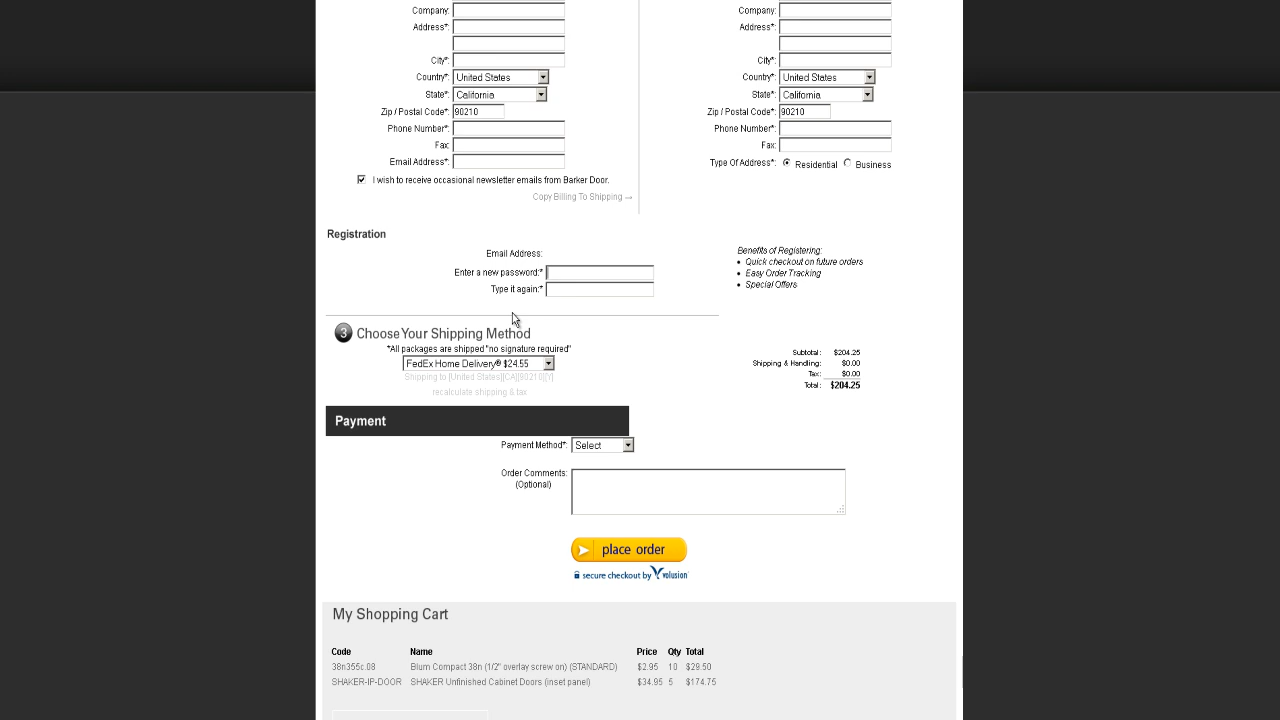 Company: Company:
Address*: Address*:
City*: City*:
Country*: United States Country*: United States
State*: California State*: California
Zip / Postal Code*: 90210 Zip / Postal Code*: 90210
Phone Number*: Phone Number*:
Fax: Fax:
Email Address*: Type Of Address*: Residential Business
I wish to receive occasional newsletter emails from Barker Door.
Copy Billing To Shipping →
Registration
Email Address:
Enter a new password:*
Type it again:*
Benefits of Registering:
• Quick checkout on future orders
• Easy Order Tracking
• Special Offers
3 Choose Your Shipping Method
*All packages are shipped "no signature required"
FedEx Home Delivery® $24.55
Shipping to [United States][CA][90210][Y]
recalculate shipping & tax
Subtotal: $204.25
Shipping & Handling: $0.00
Tax: $0.00
Total: $204.25
Payment
Payment Method*: Select
Order Comments:
(Optional)
place order
secure checkout by Volusion
My Shopping Cart
Code Name Price Qty Total
38n355c.08 Blum Compact 38n (1/2" overlay screw on) (STANDARD) $2.95 10 $29.50
SHAKER-IP-DOOR SHAKER Unfinished Cabinet Doors (inset panel) $34.95 5 $174.75